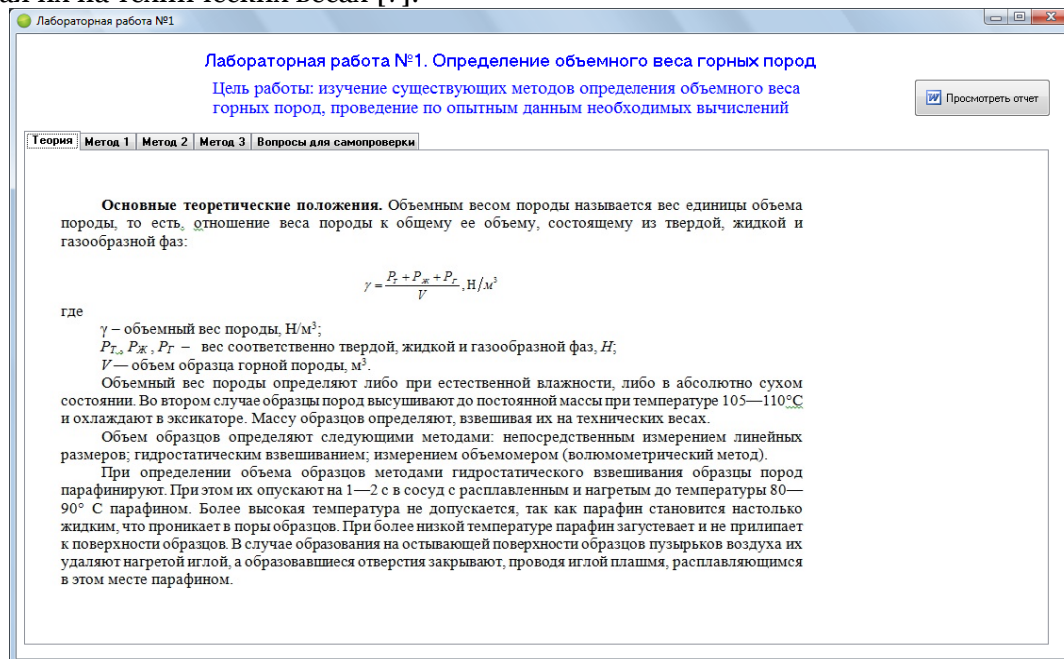 их на технических весах [7].
Лабораторная работа №1
Лабораторная работа №1. Определение объемного веса горных пород
Цель работы: изучение существующих методов определения объемного веса
горных пород, проведение по опытным данным необходимых вычислений
Просмотреть отчет
Теория Метод 1 Метод 2 Метод 3 Вопросы для самопроверки
Основные теоретические положения. Объемным весом породы называется вес единицы объема
породы, то есть, отношение веса породы к общему ее объему, состоящему из твердой, жидкой и
газообразной фаз:
γ = (P_т + P_ж + P_г) / V, Н/м³
где
γ – объемный вес породы, Н/м³;
P_Т, P_Ж, P_Г – вес соответственно твердой, жидкой и газообразной фаз, Н;
V — объем образца горной породы, м³.
Объемный вес породы определяют либо при естественной влажности, либо в абсолютно сухом
состоянии. Во втором случае образцы пород высушивают до постоянной массы при температуре 105—110°С
и охлаждают в эксикаторе. Массу образцов определяют, взвешивая их на технических весах.
Объем образцов определяют следующими методами: непосредственным измерением линейных
размеров; гидростатическим взвешиванием; измерением объемомером (волюмометрический метод).
При определении объема образцов методами гидростатического взвешивания образцы пород
парафинируют. При этом их опускают на 1—2 с в сосуд с расплавленным и нагретым до температуры 80—
90° С парафином. Более высокая температура не допускается, так как парафин становится настолько
жидким, что проникает в поры образцов. При более низкой температуре парафин загустевает и не прилипает
к поверхности образцов. В случае образования на остывающей поверхности образцов пузырьков воздуха их
удаляют нагретой иглой, а образовавшиеся отверстия закрывают, проводя иглой плашмя, расплавляющимся
в этом месте парафином.